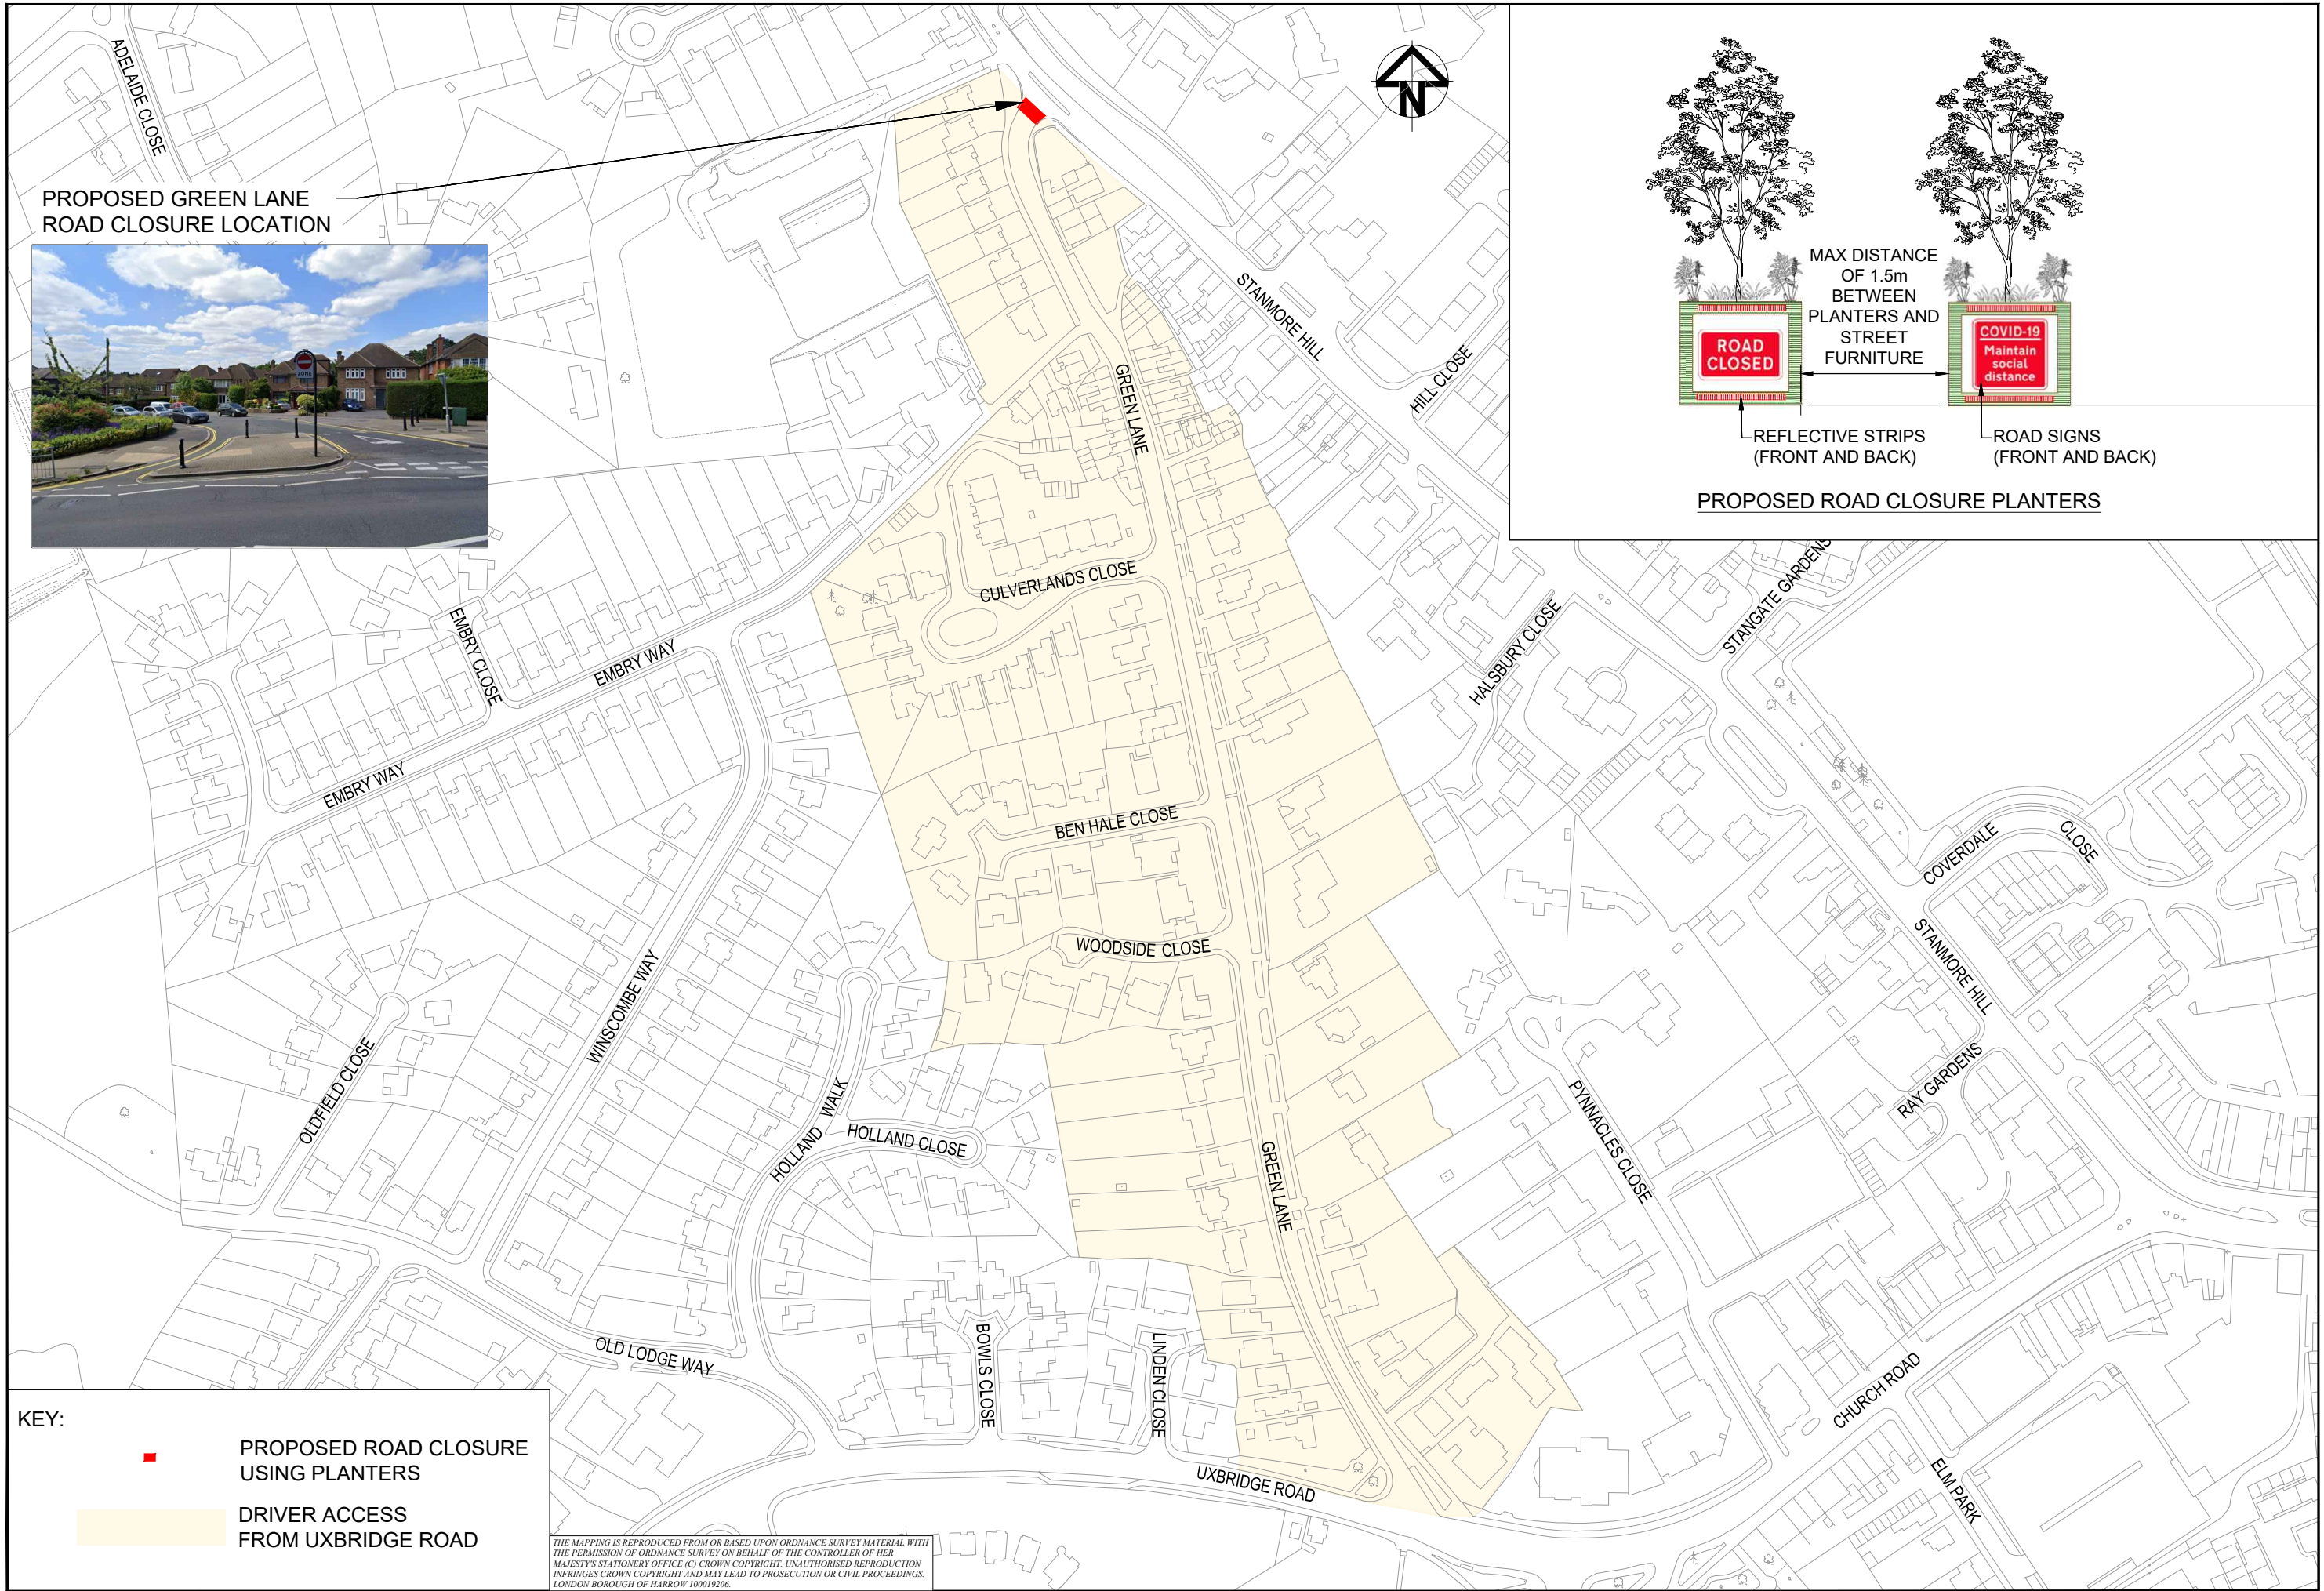 ADELAIDE CLOSE
PROPOSED GREEN LANE
ROAD CLOSURE LOCATION
ZONE
N
STANMORE HILL
HILL CLOSE
GREEN LANE
ROAD
CLOSED
MAX DISTANCE
OF 1.5m
BETWEEN
PLANTERS AND
STREET
FURNITURE
COVID-19
Maintain
social
distance
REFLECTIVE STRIPS
(FRONT AND BACK)
ROAD SIGNS
(FRONT AND BACK)
PROPOSED ROAD CLOSURE PLANTERS
CULVERLANDS CLOSE
STANGATE GARDENS
HALSBURY CLOSE
EMBRY CLOSE
EMBRY WAY
EMBRY WAY
BEN HALE CLOSE
COVERDALE
CLOSE
WOODSIDE CLOSE
STANMORE HILL
WINSCOMBE WAY
OLDFIELD CLOSE
RAY GARDENS
PYNNACLES CLOSE
HOLLAND WALK
HOLLAND CLOSE
GREEN LANE
OLD LODGE WAY
BOWLS CLOSE
LINDEN CLOSE
CHURCH ROAD
UXBRIDGE ROAD
ELM PARK
KEY:
PROPOSED ROAD CLOSURE
USING PLANTERS
DRIVER ACCESS
FROM UXBRIDGE ROAD
THE MAPPING IS REPRODUCED FROM OR BASED UPON ORDNANCE SURVEY MATERIAL WITH
THE PERMISSION OF ORDNANCE SURVEY ON BEHALF OF THE CONTROLLER OF HER
MAJESTY'S STATIONERY OFFICE (C) CROWN COPYRIGHT. UNAUTHORISED REPRODUCTION
INFRINGES CROWN COPYRIGHT AND MAY LEAD TO PROSECUTION OR CIVIL PROCEEDINGS.
LONDON BOROUGH OF HARROW 100019206.